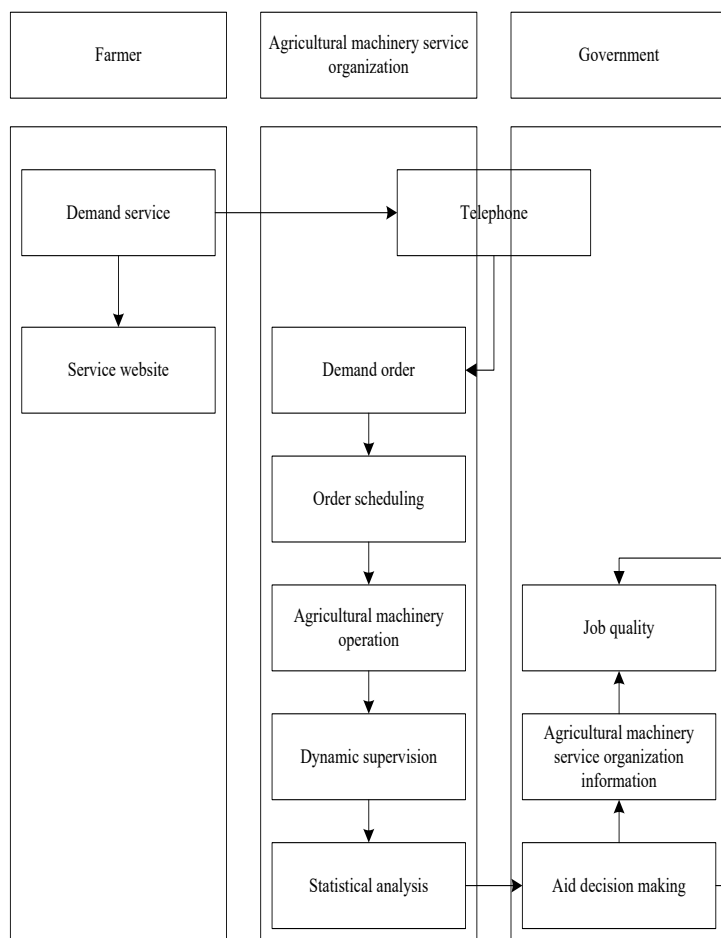 Farmer
Agricultural machinery service
organization
Government
Demand service
Telephone
Service website
Demand order
Order scheduling
Agricultural machinery
operation
Job quality
Dynamic supervision
Agricultural machinery
service organization
information
Statistical analysis
Aid decision making